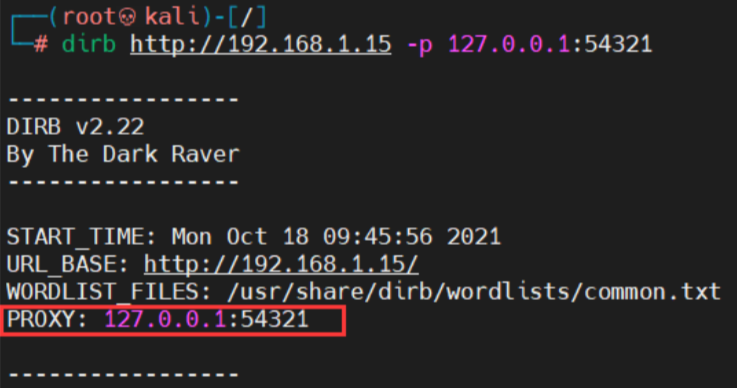 ┌──(root💀kali)-[/]
└─# dirb http://192.168.1.15 -p 127.0.0.1:54321
-----------------
DIRB v2.22
By The Dark Raver
-----------------
START_TIME: Mon Oct 18 09:45:56 2021
URL_BASE: http://192.168.1.15/
WORDLIST_FILES: /usr/share/dirb/wordlists/common.txt
PROXY: 127.0.0.1:54321
-----------------